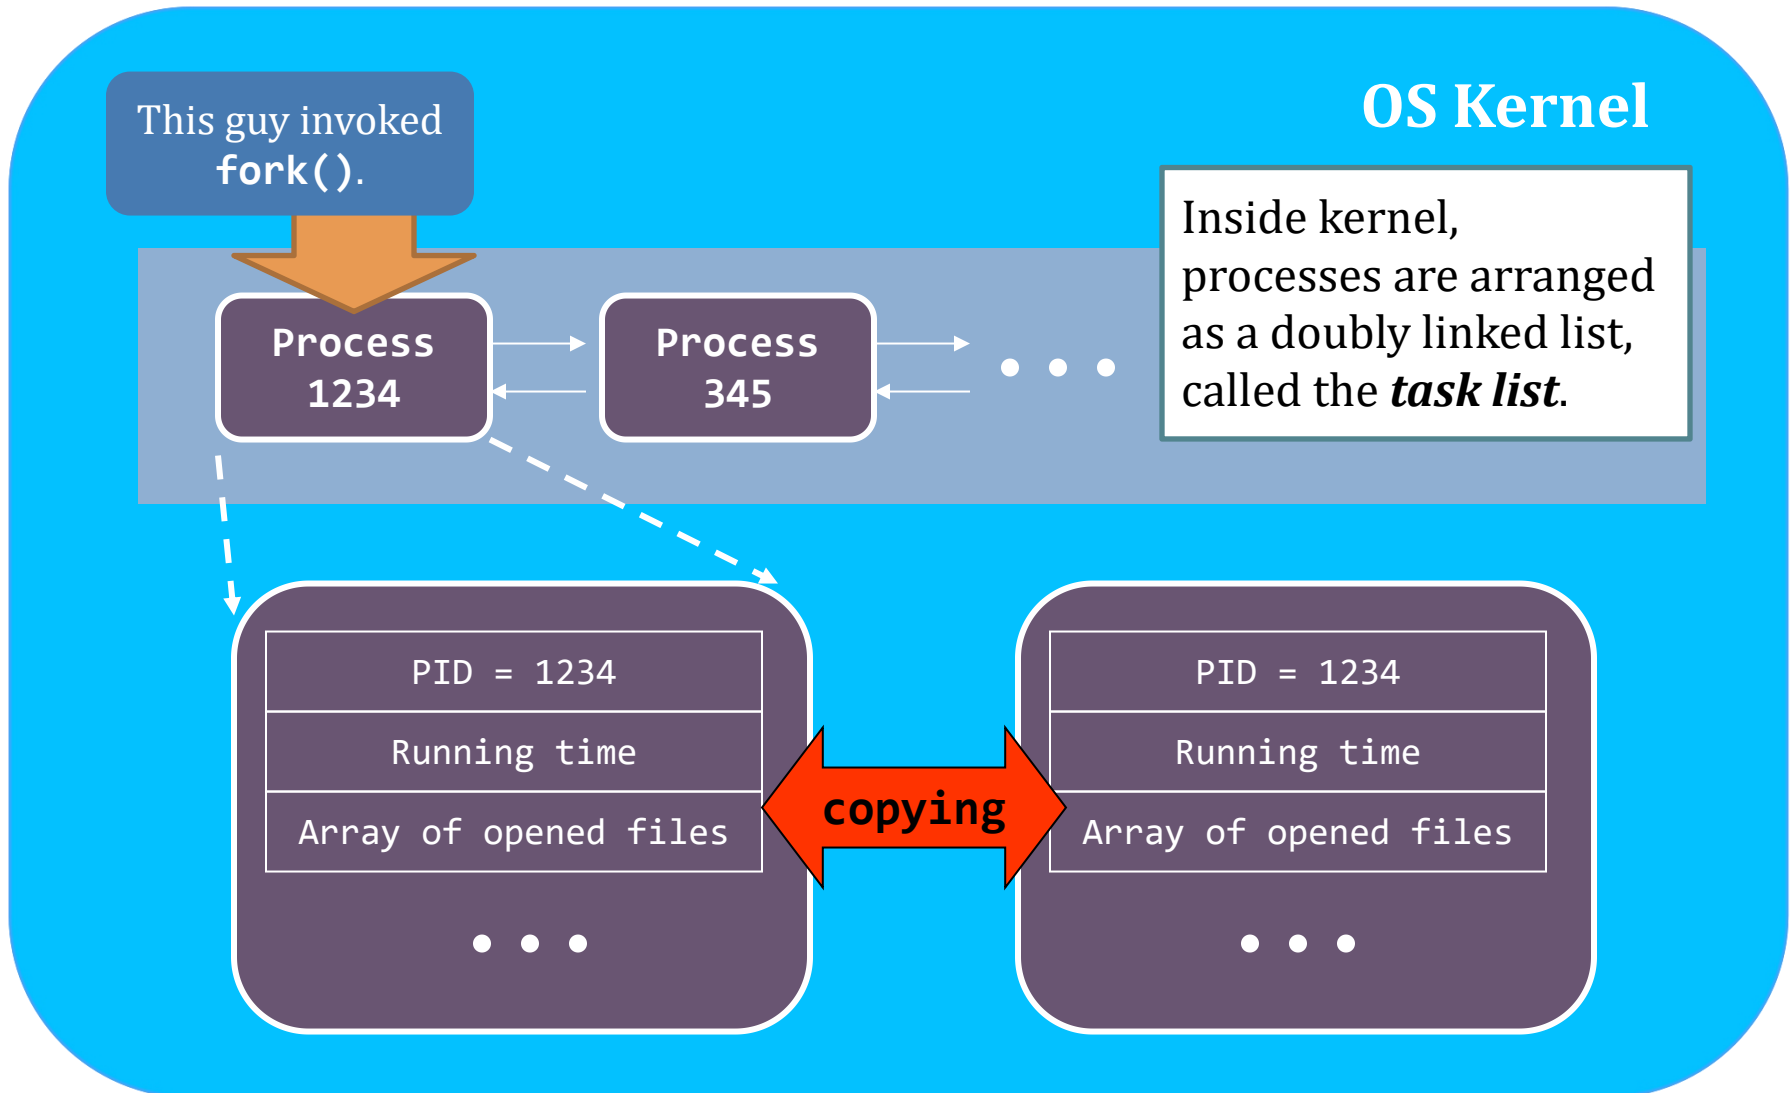 This guy invoked
fork().
OS Kernel
Inside kernel,
processes are arranged
as a doubly linked list,
called the task list.
Process
1234
Process
345
PID = 1234
Running time
Array of opened files
copying
PID = 1234
Running time
Array of opened files